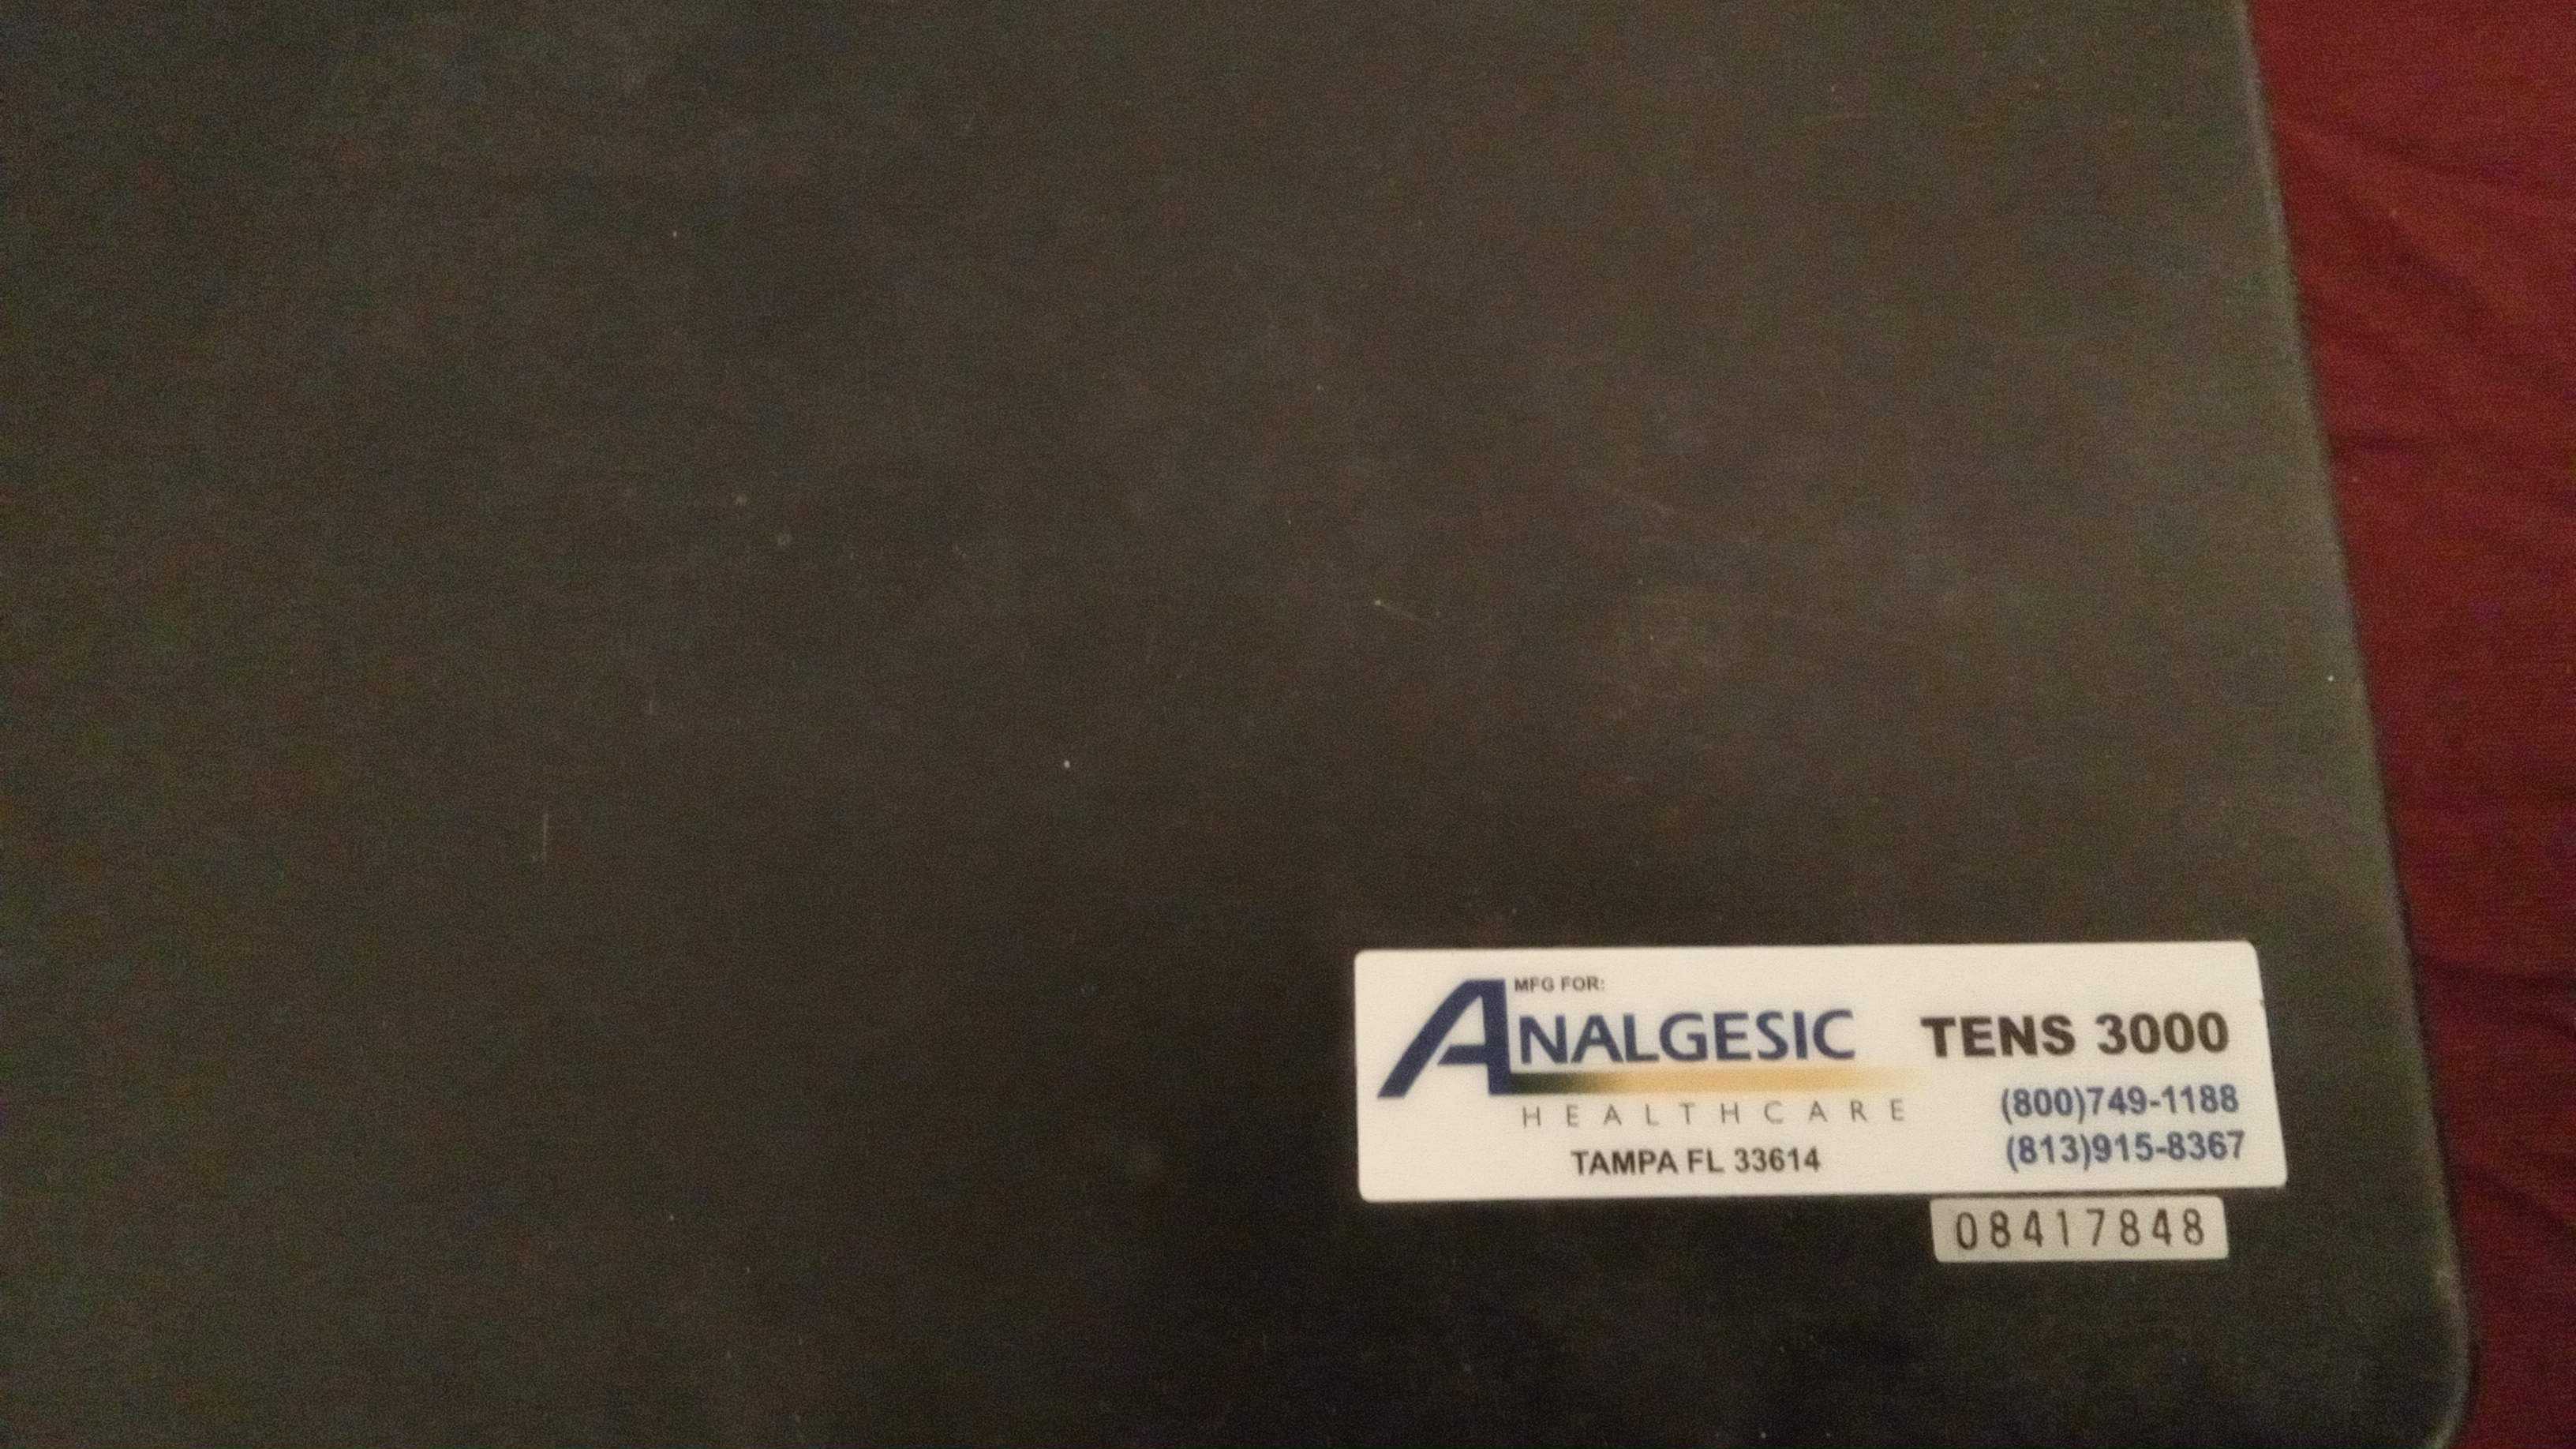 MFG FOR:
ANALGESIC
HEALTHCARE
TAMPA FL 33614
TENS 3000
(800)749-1188
(813)915-8367
08417848